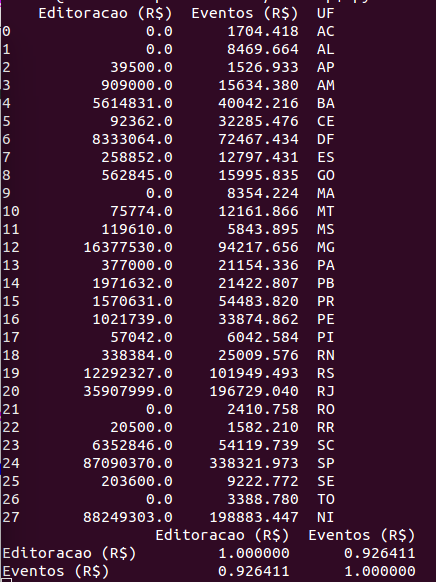 Editoracao (R$) Eventos (R$) UF
0 0.0 1704.418 AC
1 0.0 8469.664 AL
2 39500.0 1526.933 AP
3 909000.0 15634.380 AM
4 5614831.0 40042.216 BA
5 92362.0 32285.476 CE
6 8333064.0 72467.434 DF
7 258852.0 12797.431 ES
8 562845.0 15995.835 GO
9 0.0 8354.224 MA
10 75774.0 12161.866 MT
11 119610.0 5843.895 MS
12 16377530.0 94217.656 MG
13 377000.0 21154.336 PA
14 1971632.0 21422.807 PB
15 1570631.0 54483.820 PR
16 1021739.0 33874.862 PE
17 57042.0 6042.584 PI
18 338384.0 25009.576 RN
19 12292327.0 101949.493 RS
20 35907999.0 196729.040 RJ
21 0.0 2410.758 RO
22 20500.0 1582.210 RR
23 6352846.0 54119.739 SC
24 87090370.0 338321.973 SP
25 203600.0 9222.772 SE
26 0.0 3388.780 TO
27 88249303.0 198883.447 NI
Editoracao (R$) Eventos (R$)
Editoracao (R$) 1.000000 0.926411
Eventos (R$) 0.926411 1.000000